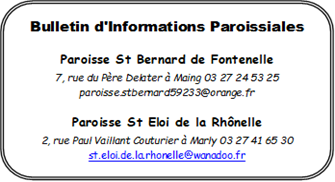 Bulletin d'Informations Paroissiales
Paroisse St Bernard de Fontenelle
7, rue du Père Delater à Maing 03 27 24 53 25
paroisse.stbernard59233@orange.fr
Paroisse St Eloi de la Rhônelle
2, rue Paul Vaillant Couturier à Marly 03 27 41 65 30
st.eloi.de.la.rhonelle@wanadoo.fr